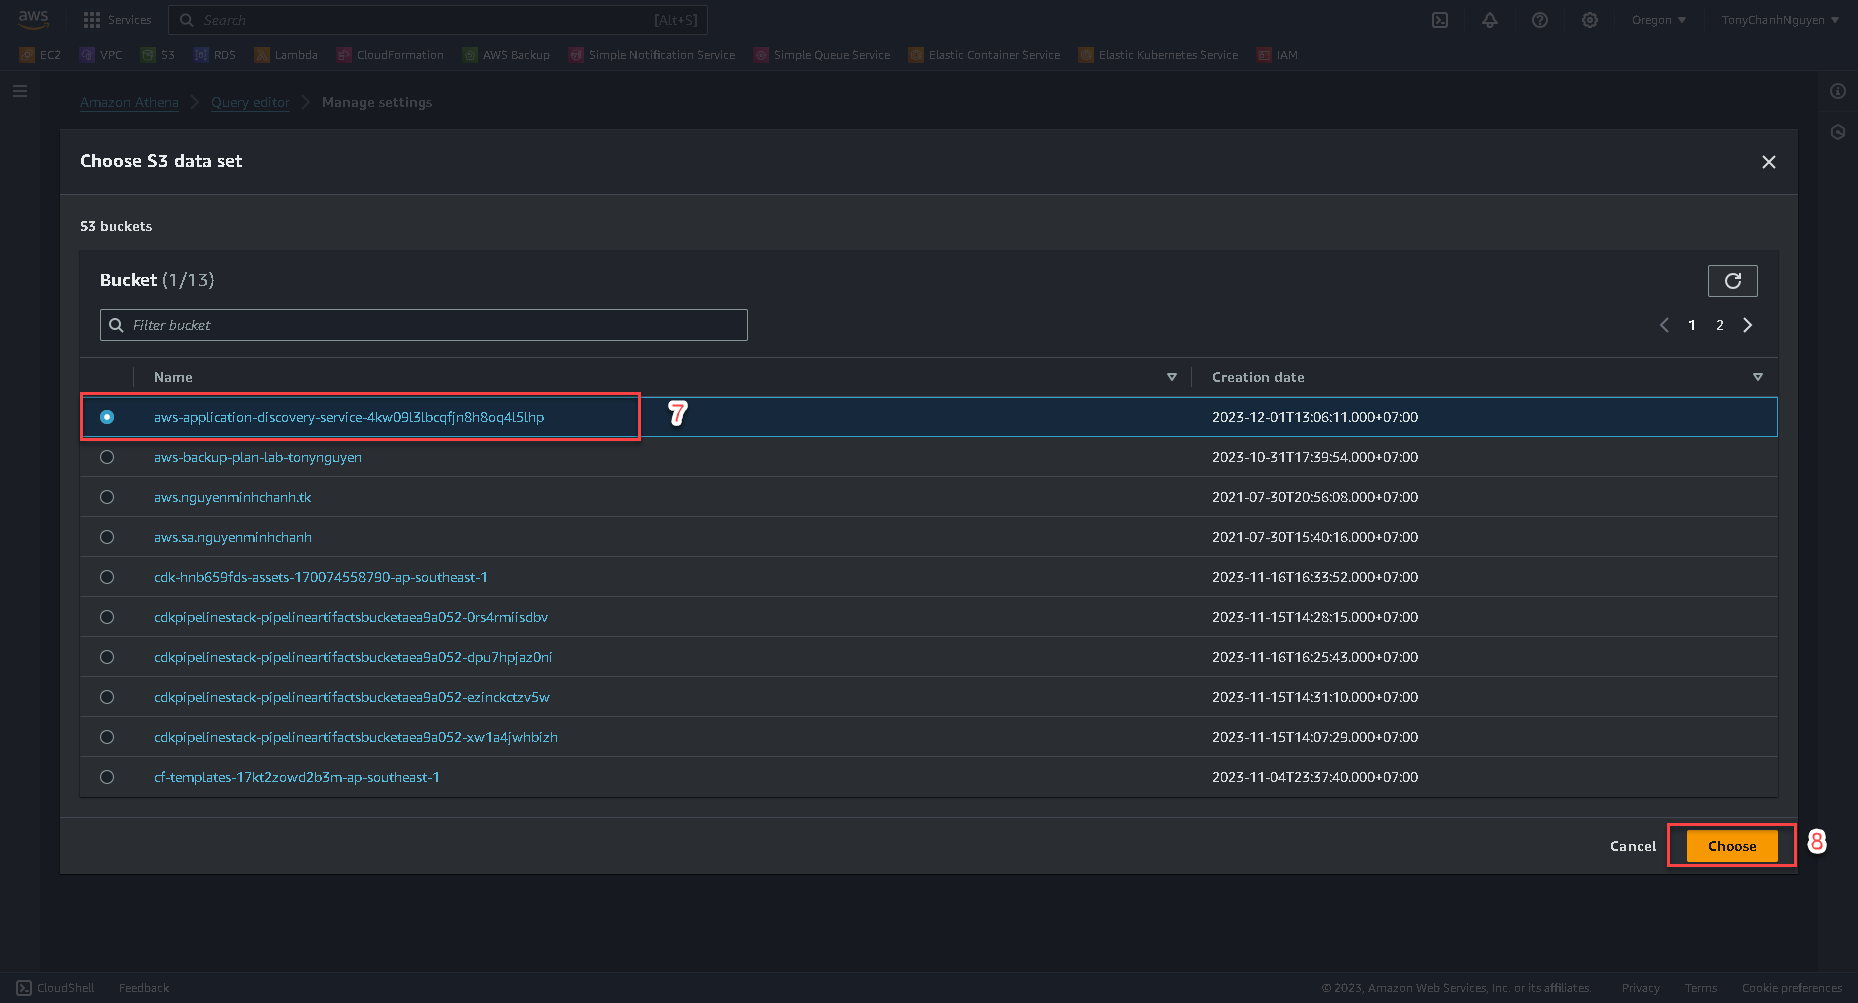 aws
Services
Search [Alt+S]
Oregon
TonyChanhNguyen
EC2 VPC S3 RDS Lambda CloudFormation AWS Backup Simple Notification Service Simple Queue Service Elastic Container Service Elastic Kubernetes Service IAM
Amazon Athena Query editor Manage settings
Choose S3 data set
S3 buckets
Bucket (1/13)
Filter bucket
1 2
Name Creation date
aws-application-discovery-service-4kw09l3lbcqfjn8h8oq4l5lhp 7 2023-12-01T13:06:11.000+07:00
aws-backup-plan-lab-tonynguyen 2023-10-31T17:39:54.000+07:00
aws.nguyenminhchanh.tk 2021-07-30T20:56:08.000+07:00
aws.sa.nguyenminhchanh 2021-07-30T15:40:16.000+07:00
cdk-hnb659fds-assets-170074558790-ap-southeast-1 2023-11-16T16:33:52.000+07:00
cdkpipelinestack-pipelineartifactsbucketaea9a052-0rs4rmiisdbv 2023-11-15T14:28:15.000+07:00
cdkpipelinestack-pipelineartifactsbucketaea9a052-dpu7hpjaz0ni 2023-11-16T16:25:43.000+07:00
cdkpipelinestack-pipelineartifactsbucketaea9a052-ezinckctzv5w 2023-11-15T14:31:10.000+07:00
cdkpipelinestack-pipelineartifactsbucketaea9a052-xw1a4jwhbizh 2023-11-15T14:07:29.000+07:00
cf-templates-17kt2zowd2b3m-ap-southeast-1 2023-11-04T23:37:40.000+07:00
Cancel Choose 8
CloudShell Feedback © 2023, Amazon Web Services, Inc. or its affiliates. Privacy Terms Cookie preferences